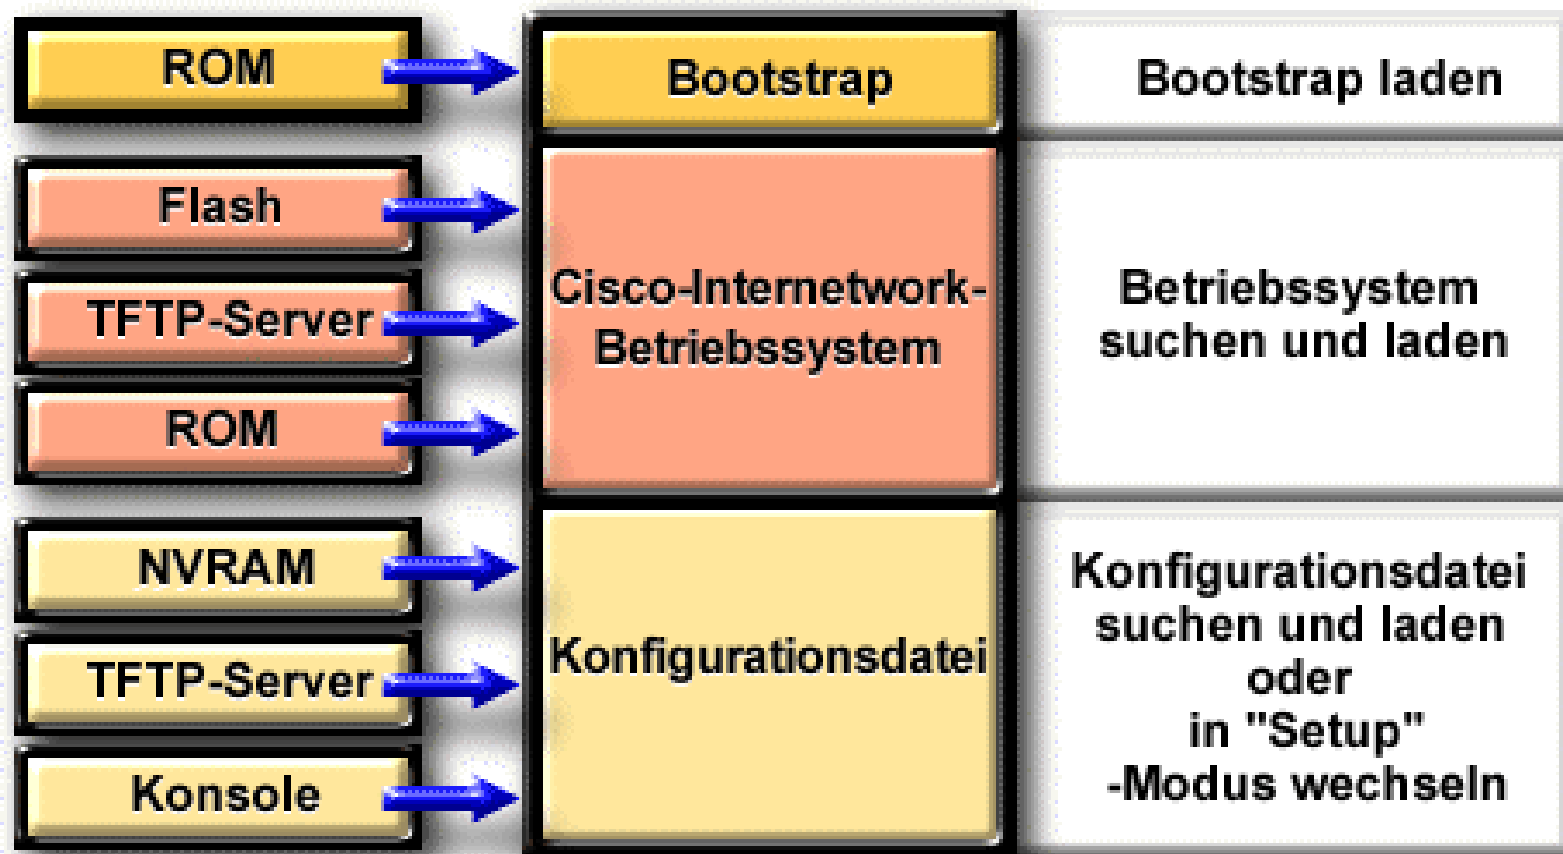 ROM
Bootstrap
Bootstrap laden
Flash
TFTP-Server
ROM
Cisco-Internetwork-
Betriebssystem
Betriebssystem
suchen und laden
NVRAM
TFTP-Server
Konsole
Konfigurationsdatei
Konfigurationsdatei
suchen und laden
oder
in "Setup"
-Modus wechseln